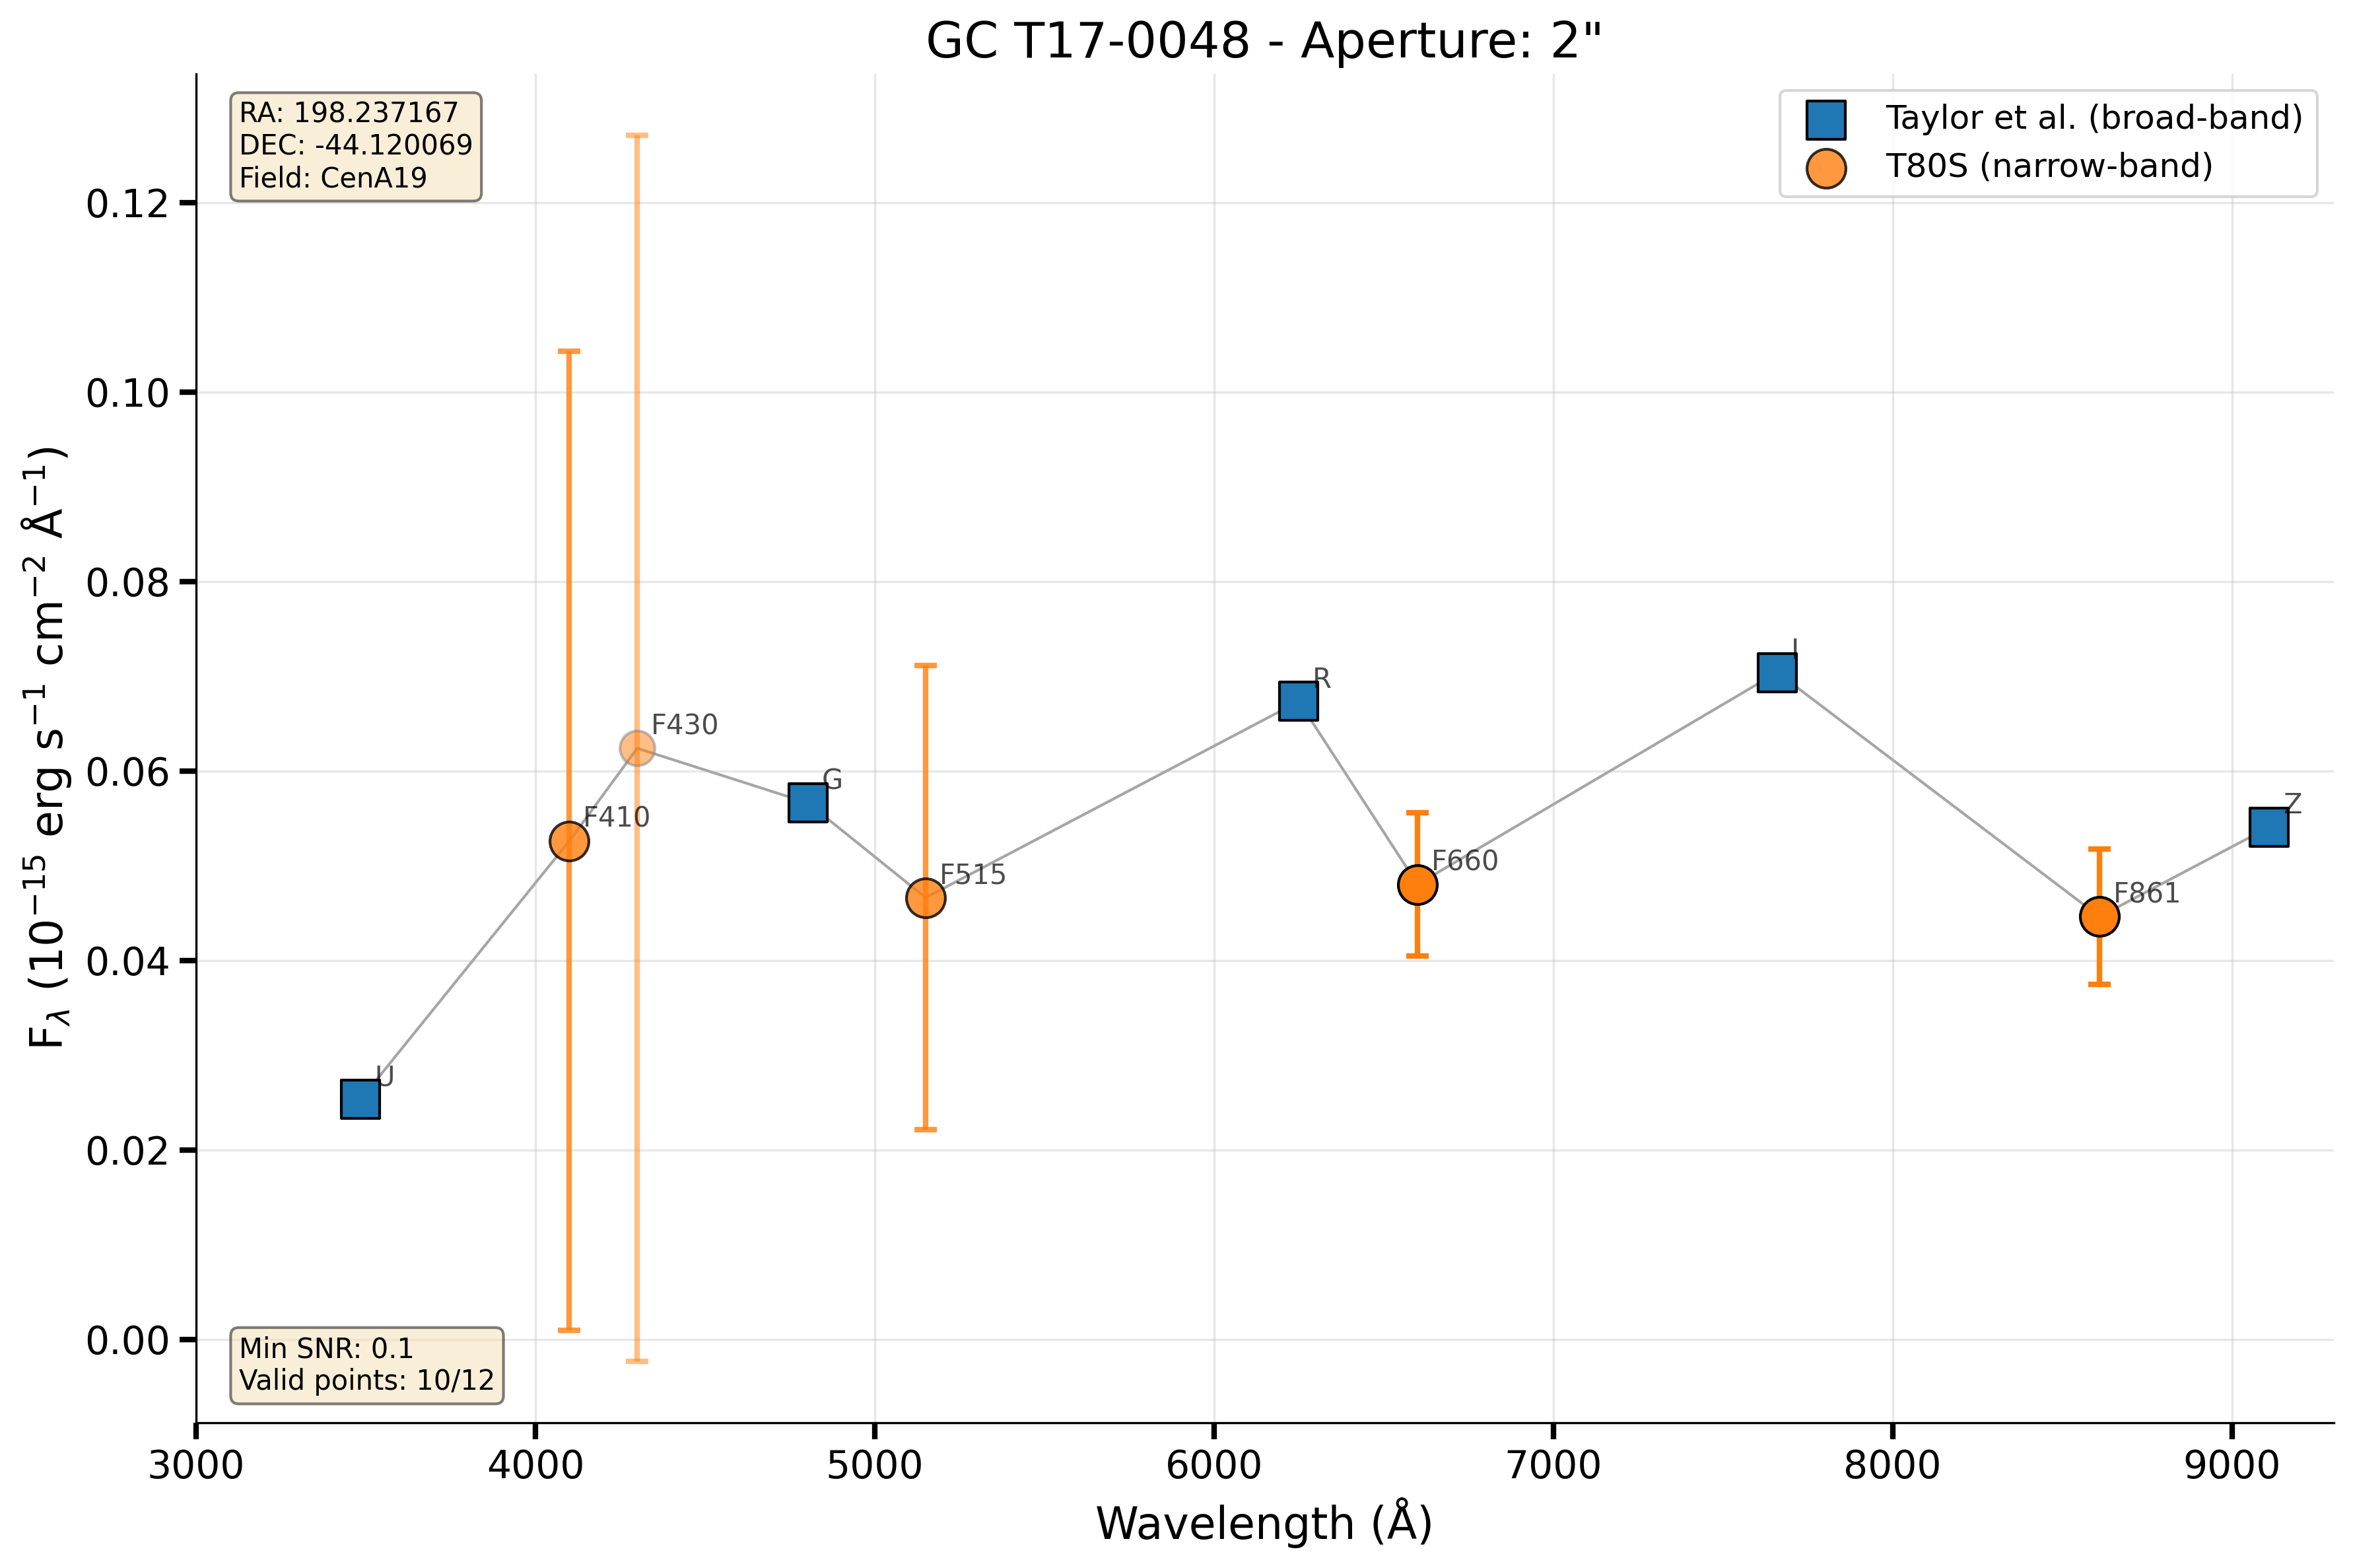 GC T17-0048 - Aperture: 2"
RA: 198.237167
DEC: -44.120069
Field: CenA19
Taylor et al. (broad-band)
T80S (narrow-band)
F_λ (10⁻¹⁵ erg s⁻¹ cm⁻² Å⁻¹)
0.12
0.10
0.08
0.06
0.04
0.02
0.00
U
F410
F430
G
F515
R
F660
I
F861
Z
Min SNR: 0.1
Valid points: 10/12
3000 4000 5000 6000 7000 8000 9000
Wavelength (Å)